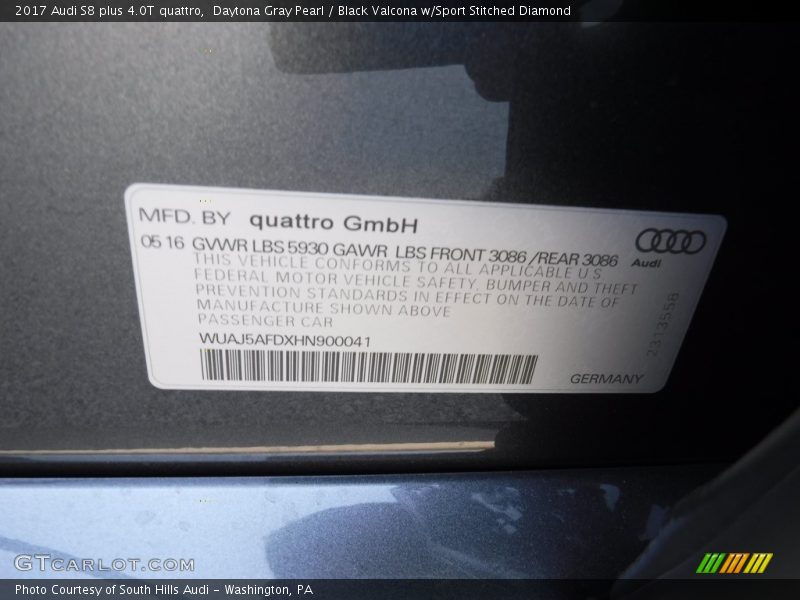 2017 Audi S8 plus 4.0T quattro, Daytona Gray Pearl / Black Valcona w/Sport Stitched Diamond
MFD. BY quattro GmbH
05 16 GVWR LBS 5930 GAWR LBS FRONT 3086 /REAR 3086
Audi
THIS VEHICLE CONFORMS TO ALL APPLICABLE U S
FEDERAL MOTOR VEHICLE SAFETY, BUMPER AND THEFT
PREVENTION STANDARDS IN EFFECT ON THE DATE OF
MANUFACTURE SHOWN ABOVE
PASSENGER CAR
2313558
WUAJ5AFDXHN900041
GERMANY
GTCARLOT.COM
Photo Courtesy of South Hills Audi - Washington, PA